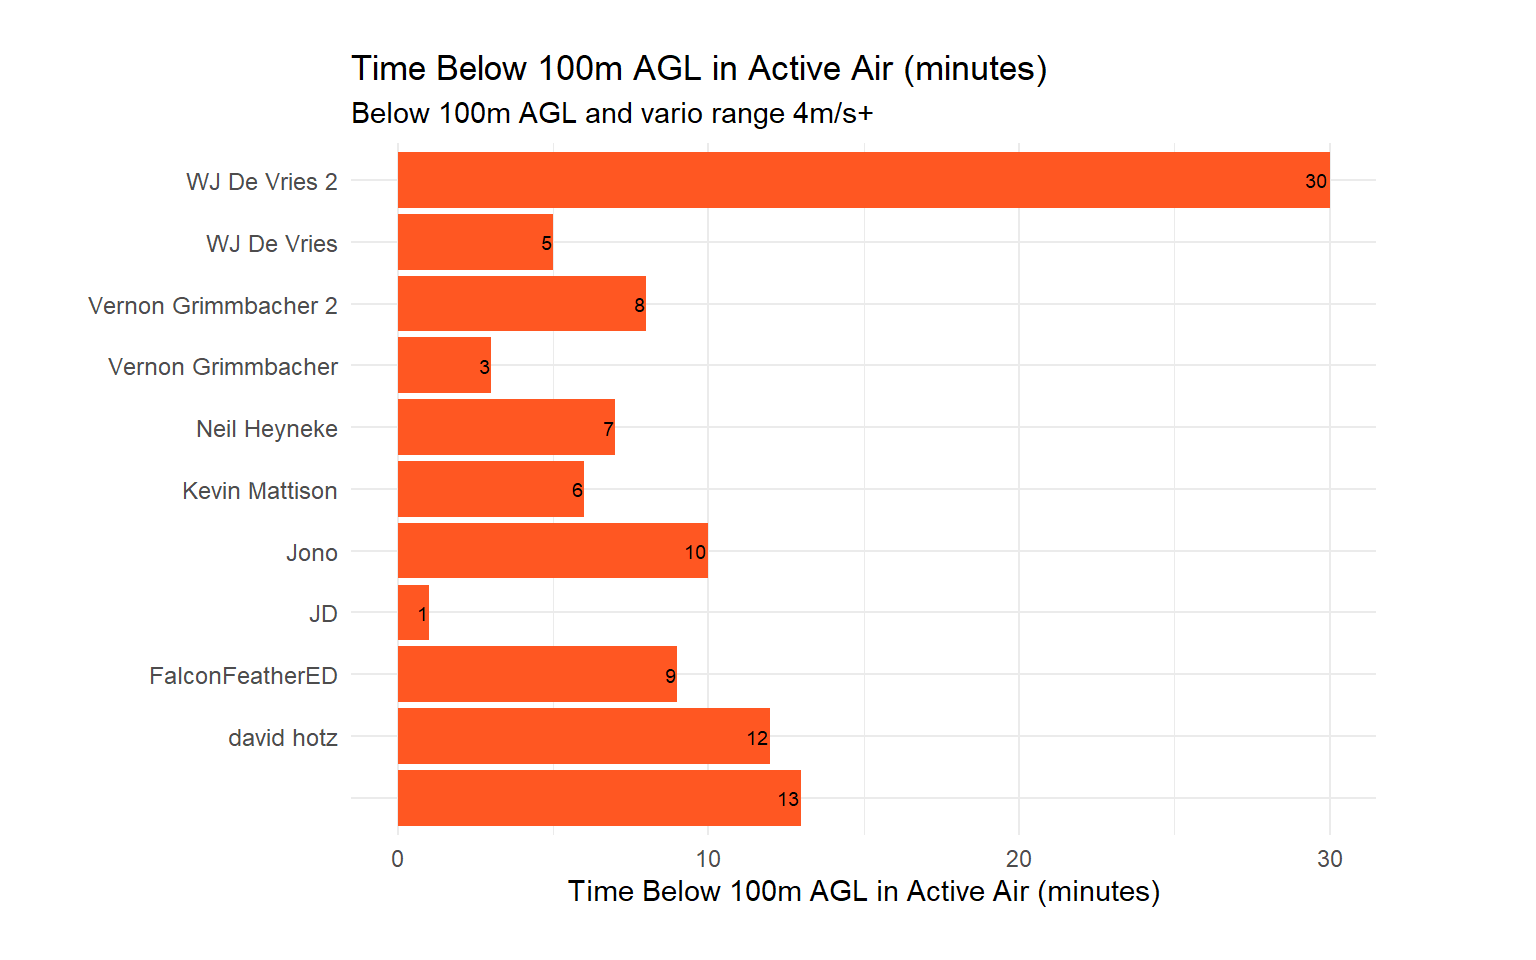 Time Below 100m AGL in Active Air (minutes)
Below 100m AGL and vario range 4m/s+
WJ De Vries 2
30
WJ De Vries
5
Vernon Grimmbacher 2
8
Vernon Grimmbacher
3
Neil Heyneke
7
Kevin Mattison
6
Jono
10
JD
1
FalconFeatherED
9
david hotz
12
13
0 10 20 30
Time Below 100m AGL in Active Air (minutes)